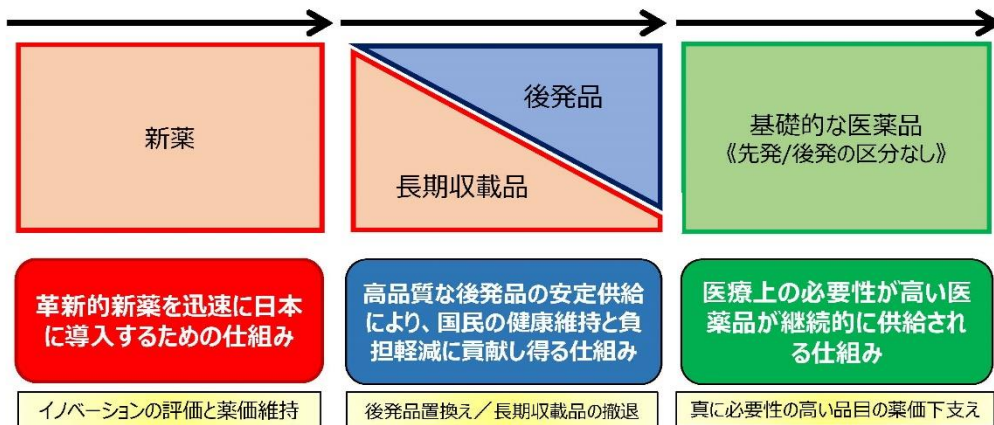 新薬
後発品
長期収載品
基礎的な医薬品
《先発/後発の区分なし》
革新的新薬を迅速に日本
に導入するための仕組み
高品質な後発品の安定供給
により、国民の健康維持と負
担軽減に貢献し得る仕組み
医療上の必要性が高い医
薬品が継続的に供給され
る仕組み
イノベーションの評価と薬価維持
後発品置換え／長期収載品の撤退
真に必要性の高い品目の薬価下支え